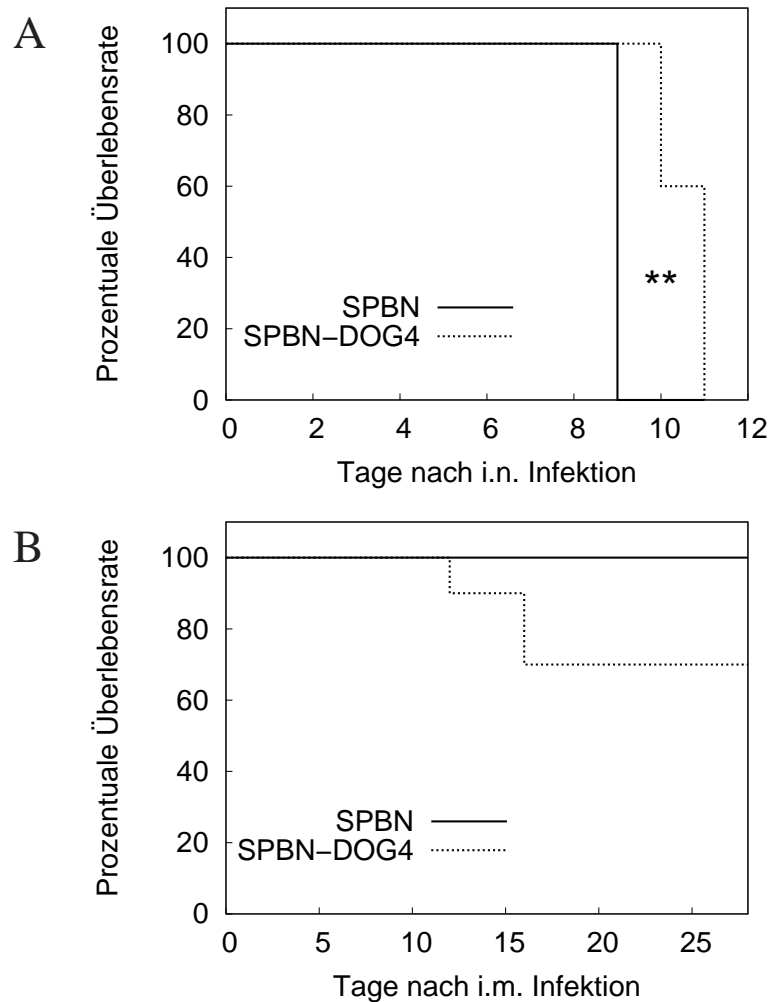 A
Prozentuale Überlebensrate
100
80
60
40
20
0
**
SPBN
SPBN–DOG4
0 2 4 6 8 10 12
Tage nach i.n. Infektion
B
Prozentuale Überlebensrate
100
80
60
40
20
0
SPBN
SPBN–DOG4
0 5 10 15 20 25
Tage nach i.m. Infektion